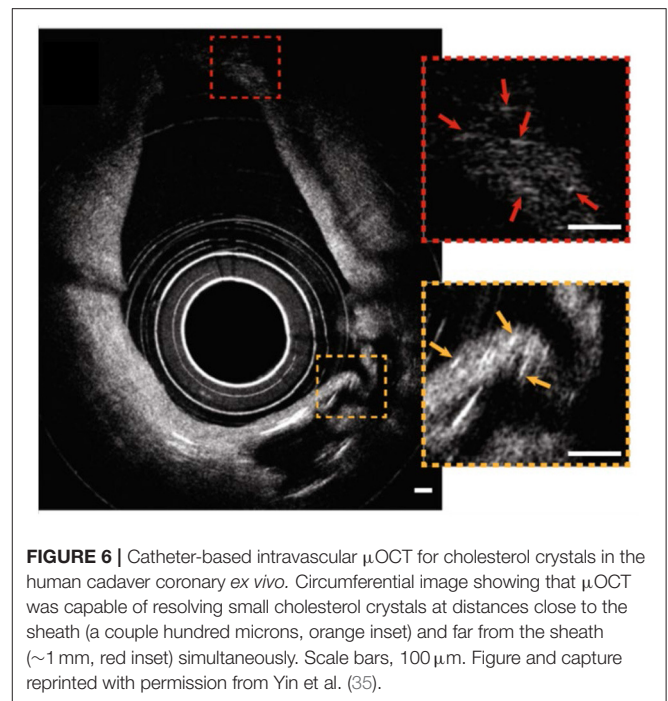 FIGURE 6 | Catheter-based intravascular μOCT for cholesterol crystals in the
human cadaver coronary ex vivo. Circumferential image showing that μOCT
was capable of resolving small cholesterol crystals at distances close to the
sheath (a couple hundred microns, orange inset) and far from the sheath
(∼1 mm, red inset) simultaneously. Scale bars, 100 μm. Figure and capture
reprinted with permission from Yin et al. (35).